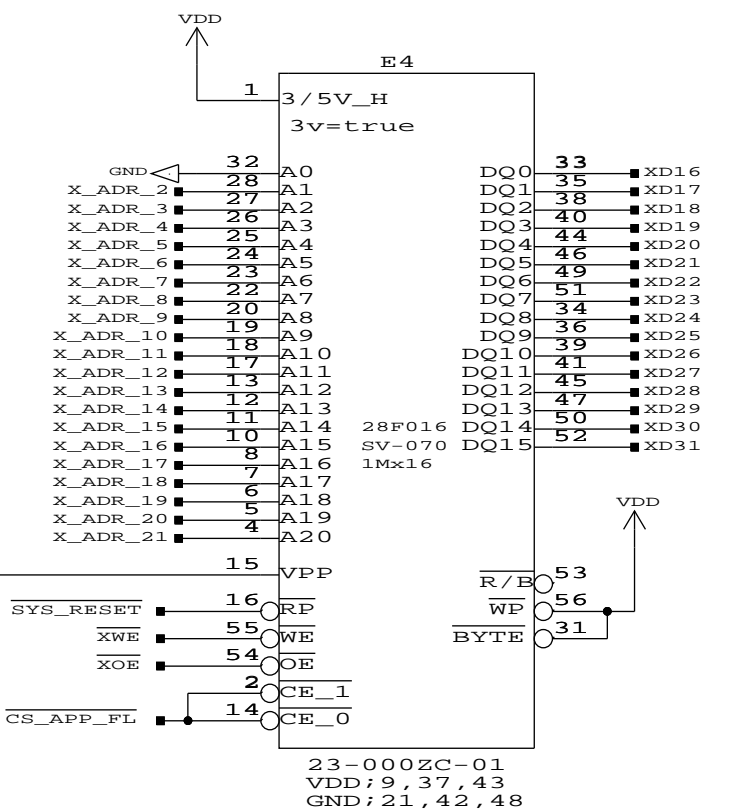 VDD
E4
1 3/5V_H
3v=true
GND 32 A0 DQ0 33 XD16
X_ADR_2 28 A1 DQ1 35 XD17
X_ADR_3 27 A2 DQ2 38 XD18
X_ADR_4 26 A3 DQ3 40 XD19
X_ADR_5 25 A4 DQ4 44 XD20
X_ADR_6 24 A5 DQ5 46 XD21
X_ADR_7 23 A6 DQ6 49 XD22
X_ADR_8 22 A7 DQ7 51 XD23
X_ADR_9 20 A8 DQ8 34 XD24
X_ADR_10 19 A9 DQ9 36 XD25
X_ADR_11 18 A10 DQ10 39 XD26
X_ADR_12 17 A11 DQ11 41 XD27
X_ADR_13 13 A12 DQ12 45 XD28
X_ADR_14 12 A13 DQ13 47 XD29
X_ADR_15 11 A14 28F016 DQ14 50 XD30
X_ADR_16 10 A15 SV-070 DQ15 52 XD31
X_ADR_17 8 A16 1Mx16
X_ADR_18 7 A17
X_ADR_19 6 A18
X_ADR_20 5 A19
X_ADR_21 4 A20
VDD
15 VPP R/B 53
SYS_RESET 16 RP WP 56
XWE 55 WE BYTE 31
XOE 54 OE
2 CE_1
CS_APP_FL 14 CE_0
23-000ZC-01
VDD;9,37,43
GND;21,42,48